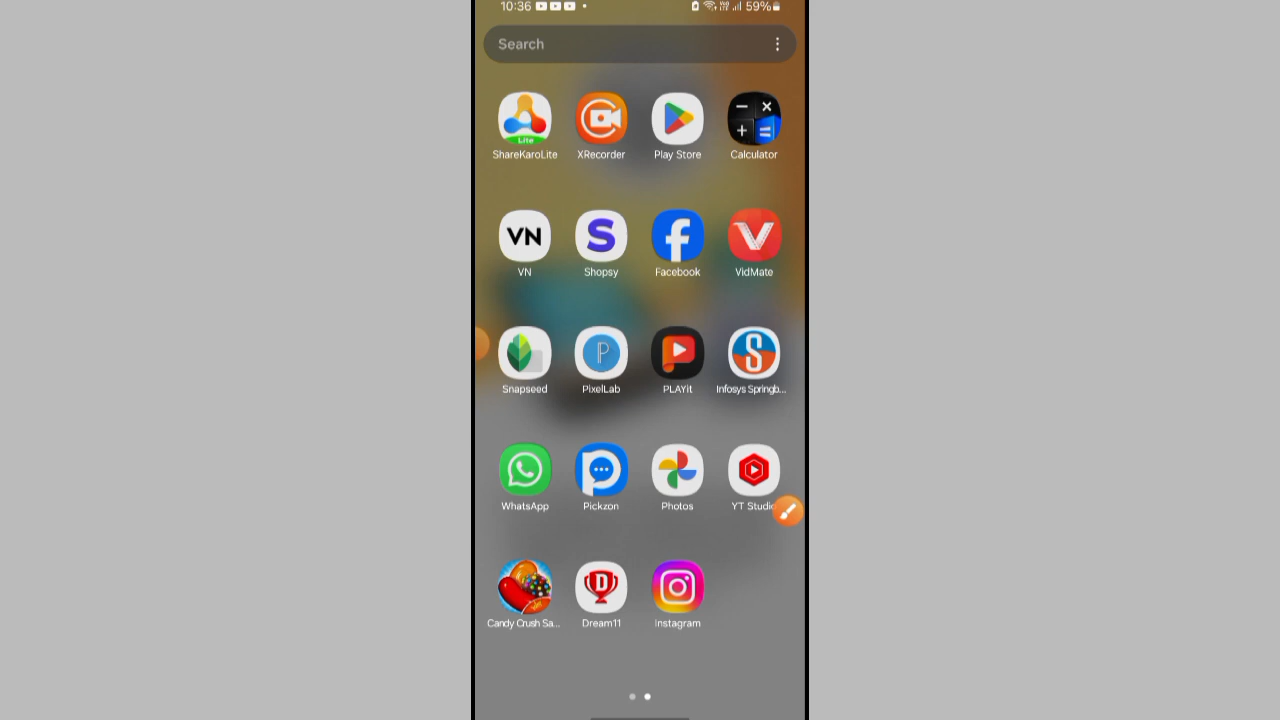 10:36 59%
Search
ShareKaroLite XRecorder Play Store Calculator
VN Shopsy Facebook VidMate
Snapseed PixelLab PLAYit Infosys Springb...
WhatsApp Pickzon Photos YT Studio
Candy Crush Sa... Dream11 Instagram